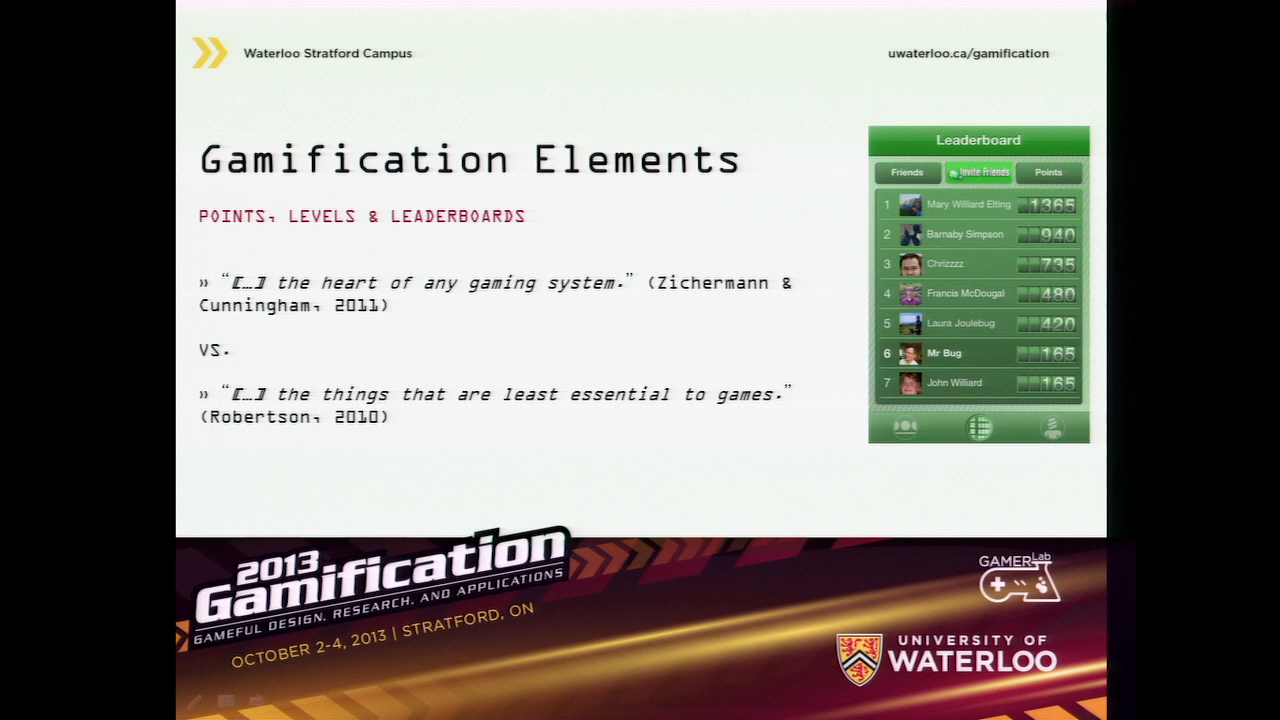 Waterloo Stratford Campus
uwaterloo.ca/gamification
Gamification Elements
POINTS, LEVELS & LEADERBOARDS
» “[…] the heart of any gaming system.” (Zichermann &
Cunningham, 2011)
VS.
» “[…] the things that are least essential to games.”
(Robertson, 2010)
Leaderboard
Friends
Invite Friends
Points
1 Mary Williard Elting 1365
2 Barnaby Simpson 940
3 Chrizzzz 735
4 Francis McDougal 480
5 Laura Joulebug 420
6 Mr Bug 165
7 John Williard 165
2013
Gamification
GAMEFUL DESIGN, RESEARCH, AND APPLICATIONS
OCTOBER 2-4, 2013 | STRATFORD, ON
GAMER Lab
UNIVERSITY OF
WATERLOO